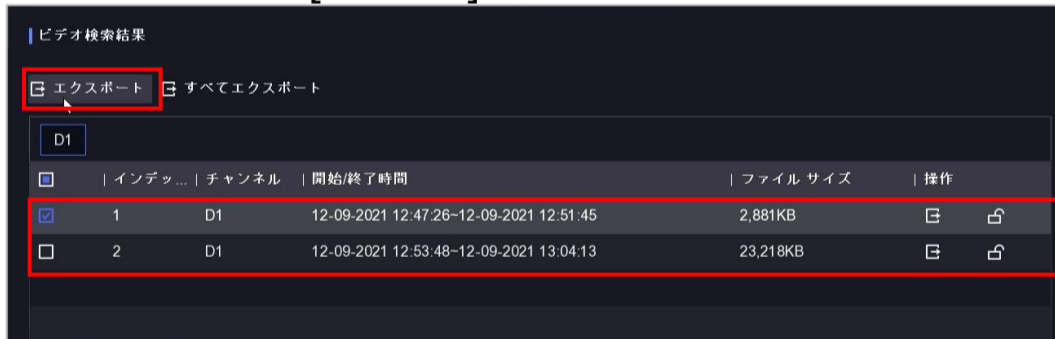 ビデオ検索結果
エクスポート すべてエクスポート
D1
| インデッ... | チャンネル | 開始/終了時間 | ファイル サイズ | 操作
1 D1 12-09-2021 12:47:26~12-09-2021 12:51:45 2,881KB
2 D1 12-09-2021 12:53:48~12-09-2021 13:04:13 23,218KB